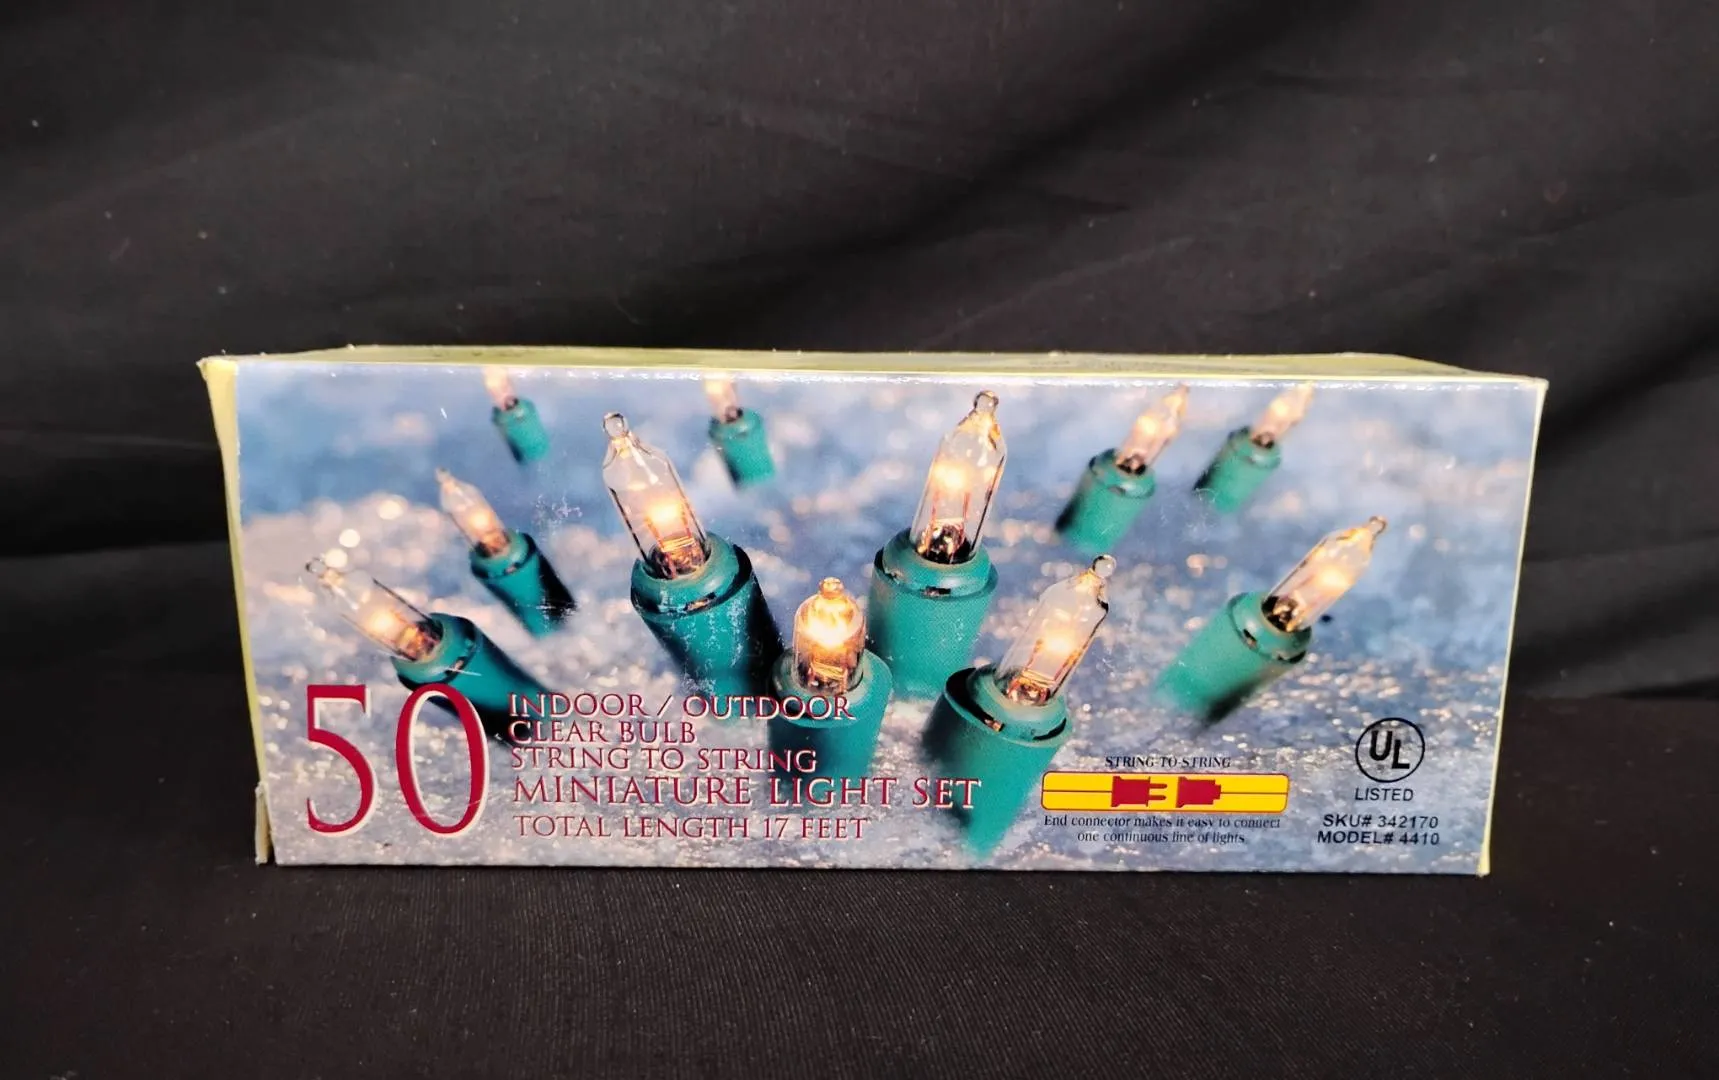 50
INDOOR / OUTDOOR
CLEAR BULB
STRING TO STRING
MINIATURE LIGHT SET
TOTAL LENGTH 17 FEET
STRING-TO-STRING
End connector makes it easy to connect
one continuous line of lights
UL
LISTED
SKU# 342170
MODEL# 4410